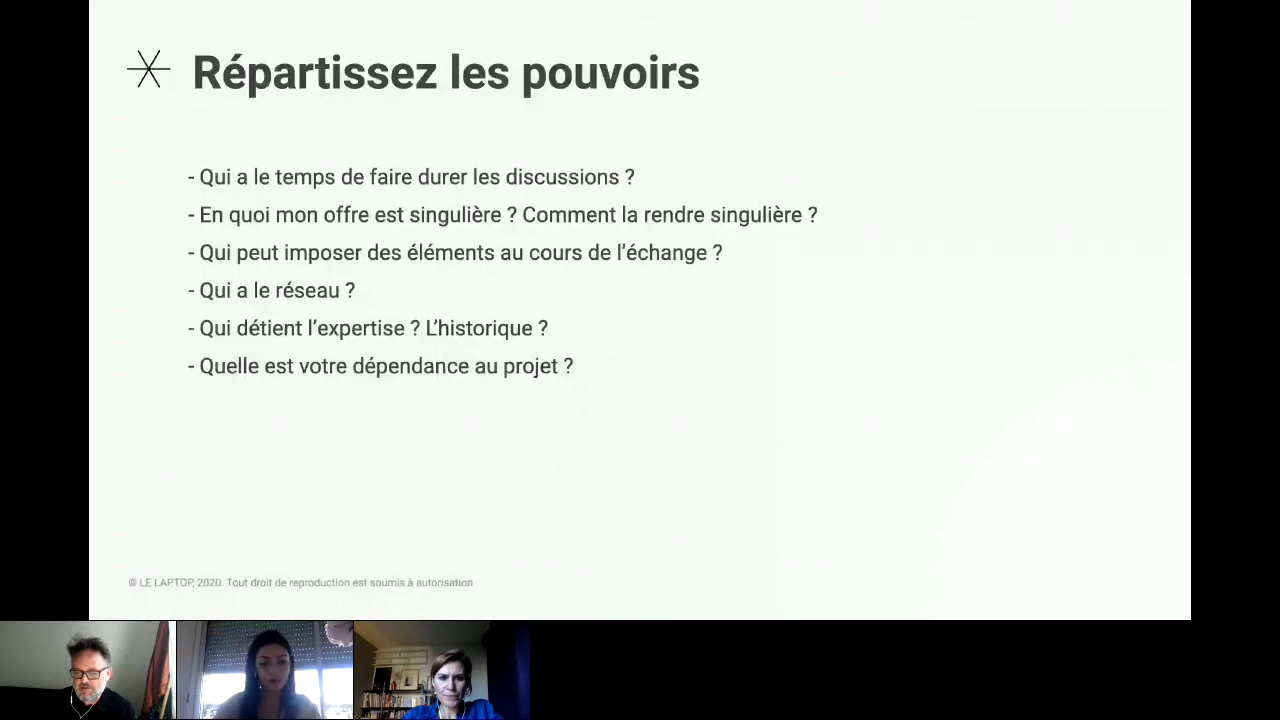 Répartissez les pouvoirs
- Qui a le temps de faire durer les discussions ?
- En quoi mon offre est singulière ? Comment la rendre singulière ?
- Qui peut imposer des éléments au cours de l’échange ?
- Qui a le réseau ?
- Qui détient l’expertise ? L’historique ?
- Quelle est votre dépendance au projet ?
© LE LAPTOP, 2020. Tout droit de reproduction est soumis à autorisation